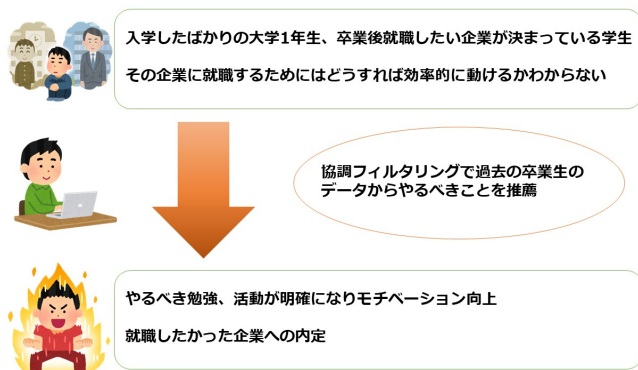 入学したばかりの大学1年生、卒業後就職したい企業が決まっている学生
その企業に就職するためにはどうすれば効率的に動けるかわからない
協調フィルタリングで過去の卒業生の
データからやるべきことを推薦
やるべき勉強、活動が明確になりモチベーション向上
就職したかった企業への内定